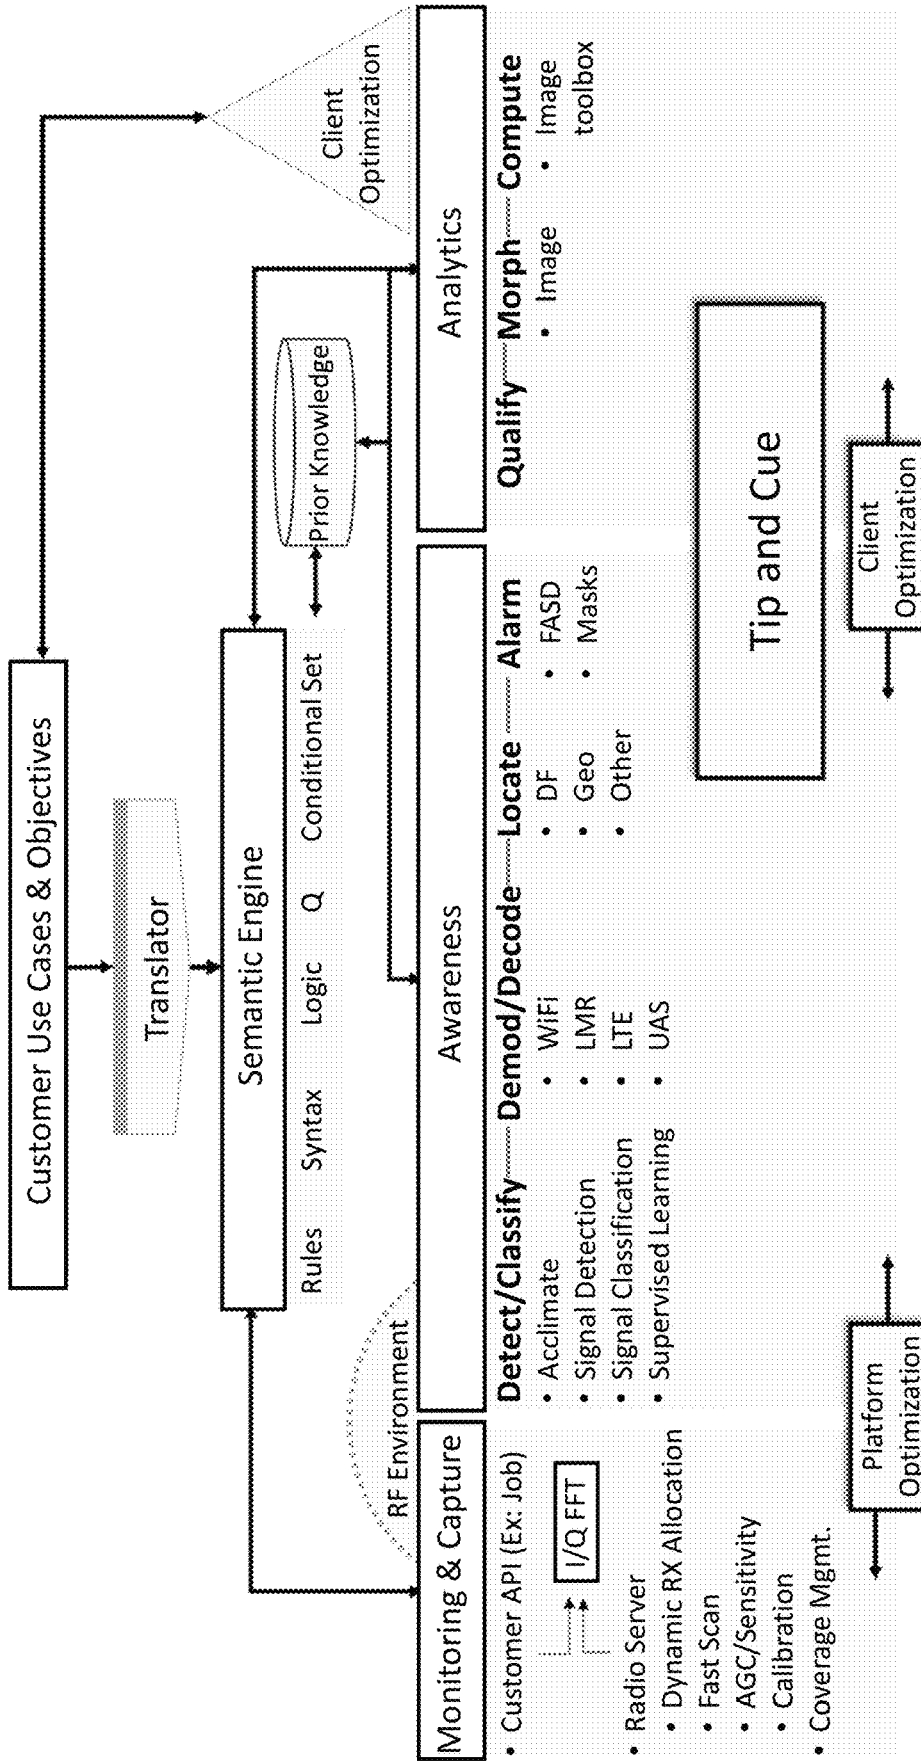 Customer Use Cases & Objectives
Translator
Semantic Engine
Rules Syntax Logic Q Conditional Set
Prior Knowledge
Client
Optimization
RF Environment
Monitoring & Capture
• Customer API (Ex: Job)
I/Q FFT
• Radio Server
• Dynamic RX Allocation
• Fast Scan
• AGC/Sensitivity
• Calibration
• Coverage Mgmt.
Awareness
Detect/Classify Demod/Decode Locate Alarm
• Acclimate
• Signal Detection
• Signal Classification
• Supervised Learning
• WiFi
• LMR
• LTE
• UAS
• DF
• Geo
• Other
• FASD
• Masks
Analytics
Qualify Morph Compute
• Image
• Image
toolbox
Tip and Cue
Platform
Optimization
Client
Optimization